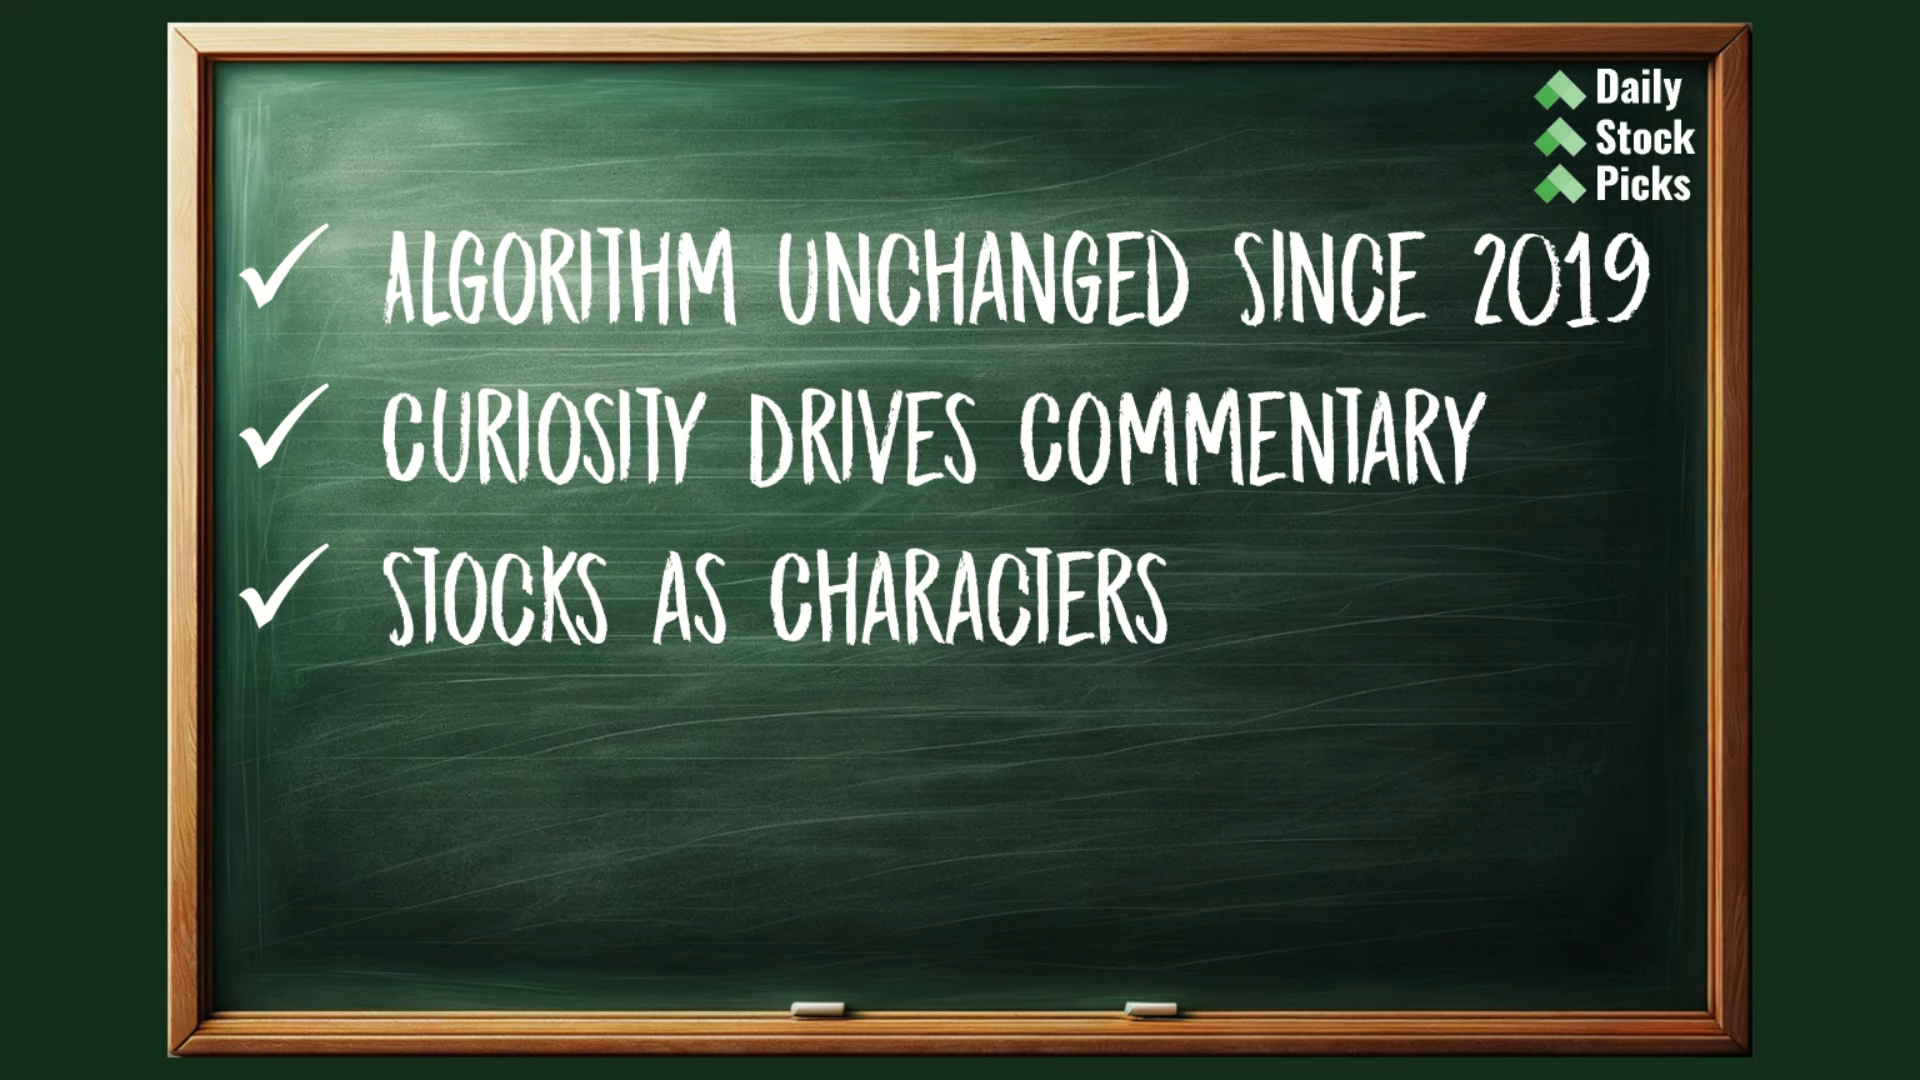 Daily
Stock
Picks
ALGORITHM UNCHANGED SINCE 2019
CURIOSITY DRIVES COMMENTARY
STOCKS AS CHARACTERS